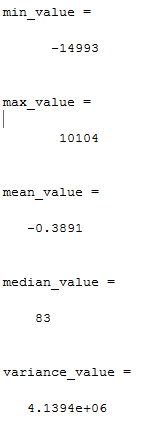 min_value =
-14993
max_value =
10104
mean_value =
-0.3891
median_value =
83
variance_value =
4.1394e+06